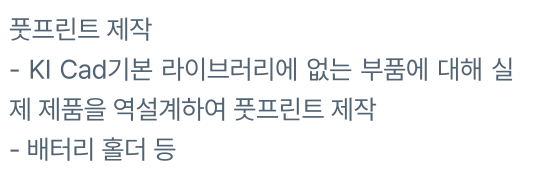 풋프린트 제작
- KI Cad기본 라이브러리에 없는 부품에 대해 실
제 제품을 역설계하여 풋프린트 제작
- 배터리 홀더 등